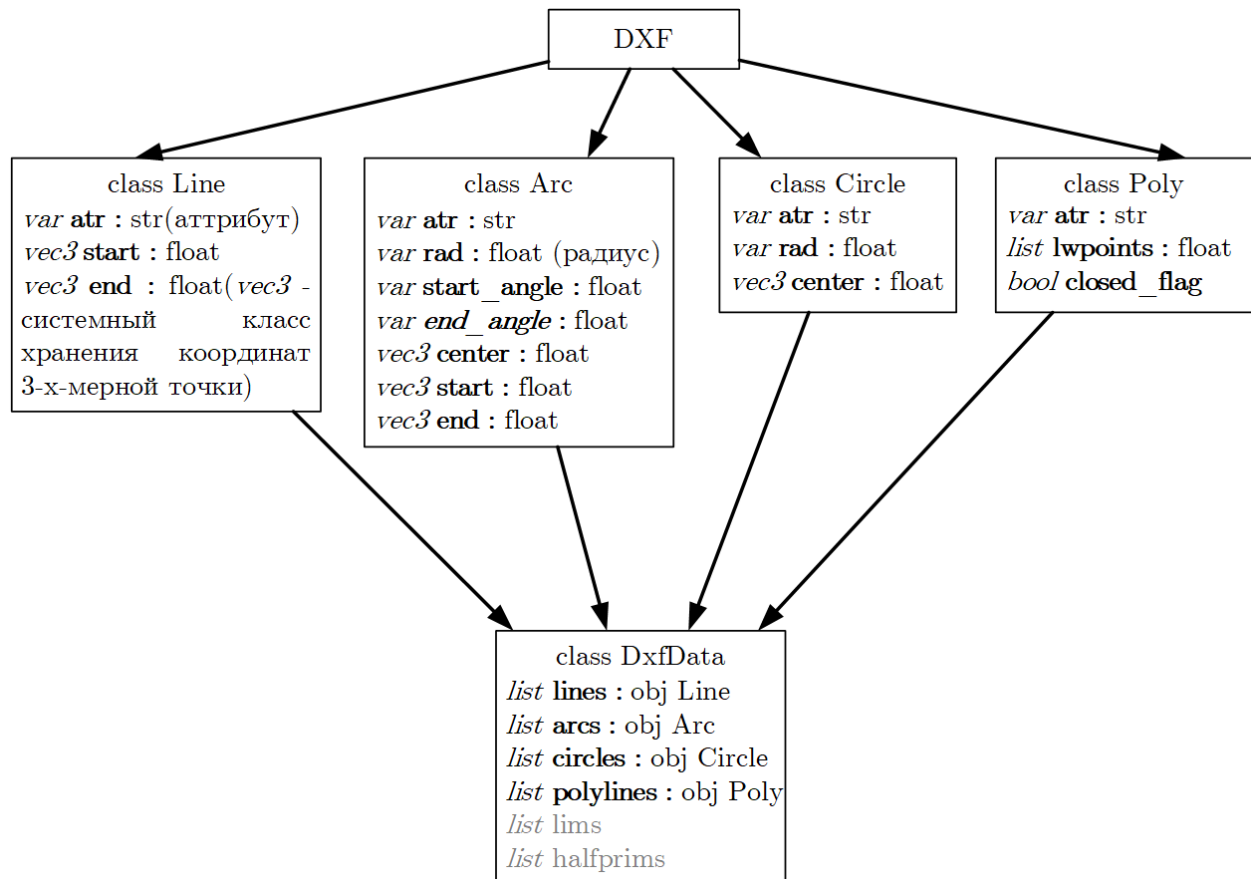 DXF
class Line
var atr : str(аттрибут)
vec3 start : float
vec3 end : float(vec3 -
системный класс
хранения координат
3-х-мерной точки)
class Arc
var atr : str
var rad : float (радиус)
var start_angle : float
var end_angle : float
vec3 center : float
vec3 start : float
vec3 end : float
class Circle
var atr : str
var rad : float
vec3 center : float
class Poly
var atr : str
list lwpoints : float
bool closed_flag
class DxfData
list lines : obj Line
list arcs : obj Arc
list circles : obj Circle
list polylines : obj Poly
list lims
list halfprims